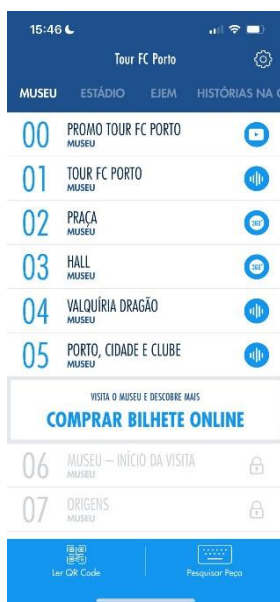 15:46
Tour FC Porto
MUSEU ESTÁDIO EJEM HISTÓRIAS NA
00 PROMO TOUR FC PORTO
MUSEU
01 TOUR FC PORTO
MUSEU
02 PRAÇA
MUSEU
360°
03 HALL
MUSEU
360°
04 VALQUÍRIA DRAGÃO
MUSEU
05 PORTO, CIDADE E CLUBE
MUSEU
VISITA O MUSEU E DESCOBRE MAIS
COMPRAR BILHETE ONLINE
06 MUSEU – INÍCIO DA VISITA
MUSEU
07 ORIGENS
MUSEU
Ler QR Code Pesquisar Peça